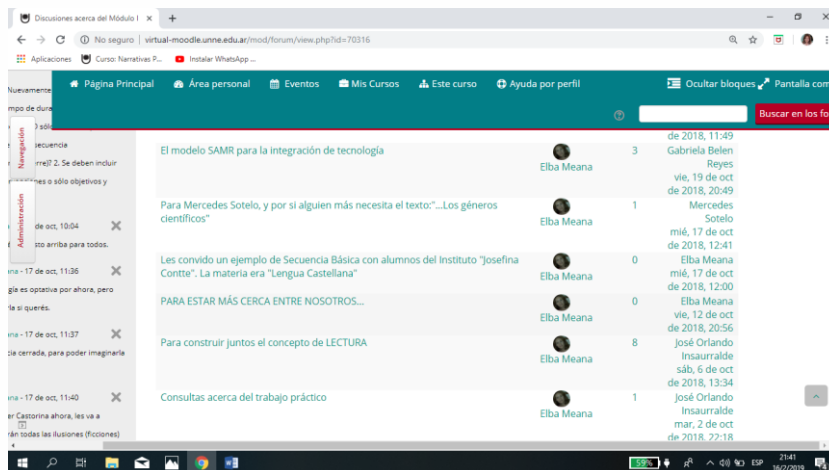 Discusiones acerca del Módulo I
No seguro | virtual-moodle.unne.edu.ar/mod/forum/view.php?id=70316
Aplicaciones Curso: Narrativas P... Instalar WhatsApp ...
Página Principal Área personal Eventos Mis Cursos Este curso Ayuda por perfil Ocultar bloques Pantalla com
Buscar en los fo
Nuevamente
mpo de dura
secuencia
erre)? 2. Se deben incluir
es o sólo objetivos y
Navegación
Administración
de oct, 10:04
sto arriba para todos.
ana - 17 de oct, 11:36
gía es optativa por ahora, pero
rla si querés.
ana - 17 de oct, 11:37
cia cerrada, para poder imaginarla
ana - 17 de oct, 11:40
er Castorina ahora, les va a
rán todas las ilusiones (ficciones)
de 2018, 11:49
El modelo SAMR para la integración de tecnología
Elba Meana
3
Gabriela Belen
Reyes
vie, 19 de oct
de 2018, 20:49
Para Mercedes Sotelo, y por si alguien más necesita el texto:"...Los géneros
científicos"
Elba Meana
1
Mercedes
Sotelo
mié, 17 de oct
de 2018, 12:41
Les convido un ejemplo de Secuencia Básica con alumnos del Instituto "Josefina
Contte". La materia era "Lengua Castellana"
Elba Meana
0
Elba Meana
mié, 17 de oct
de 2018, 12:00
PARA ESTAR MÁS CERCA ENTRE NOSOTROS...
Elba Meana
0
Elba Meana
vie, 12 de oct
de 2018, 20:56
Para construir juntos el concepto de LECTURA
Elba Meana
8
José Orlando
Insaurralde
sáb, 6 de oct
de 2018, 13:34
Consultas acerca del trabajo práctico
Elba Meana
1
José Orlando
Insaurralde
mar, 2 de oct
de 2018, 22:18
59%
ESP
21:41
16/2/2019